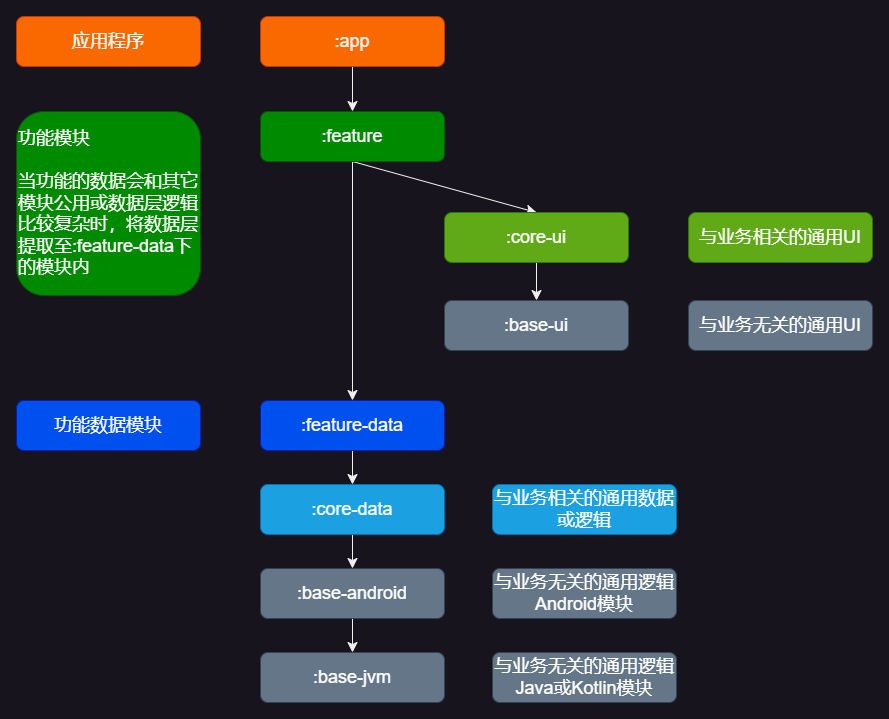 应用程序
:app
功能模块
当功能的数据会和其它
模块公用或数据层逻辑
比较复杂时，将数据层
提取至:feature-data下
的模块内
:feature
:core-ui
与业务相关的通用UI
:base-ui
与业务无关的通用UI
功能数据模块
:feature-data
:core-data
与业务相关的通用数据
或逻辑
:base-android
与业务无关的通用逻辑
Android模块
:base-jvm
与业务无关的通用逻辑
Java或Kotlin模块